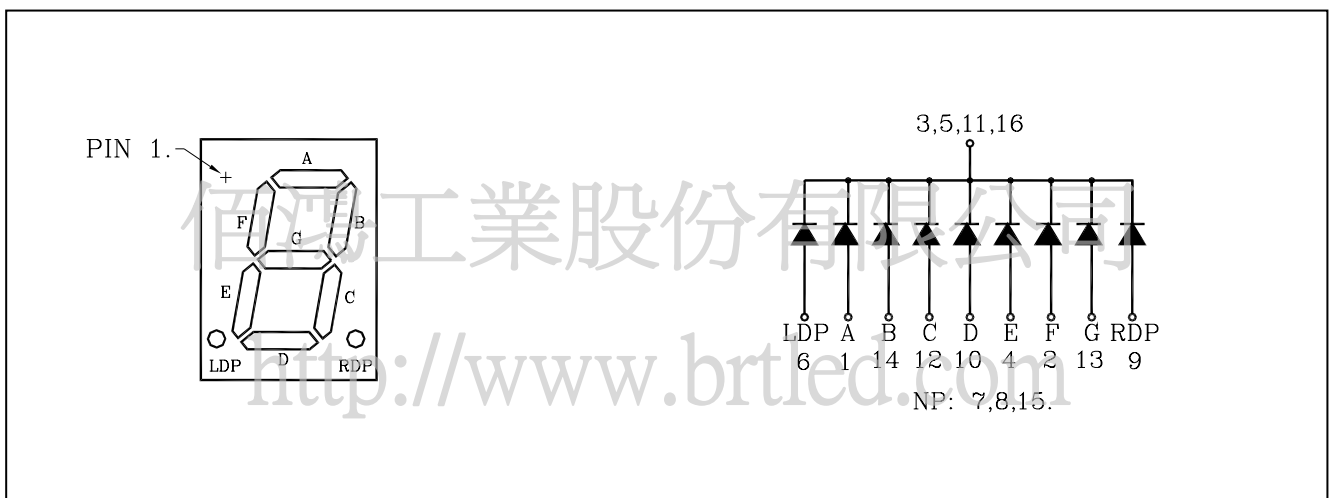 PIN 1.
A
F
B
G
E
C
D
LDP
RDP
3,5,11,16
LDP A B C D E F G RDP
6 1 14 12 10 4 2 13 9
NP: 7,8,15.
佰鴻工業股份有限公司
http://www.brtled.com